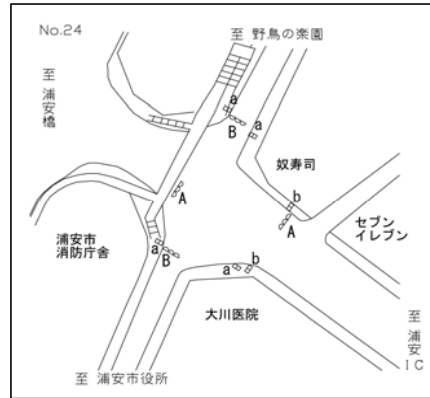 No.24
至 野鳥の楽園
至 浦安橋
a
B
a
奴寿司
b
A
A
セブン
イレブン
浦安市
消防庁舎
a
B
a
b
大川医院
至 浦安IC
至 浦安市役所